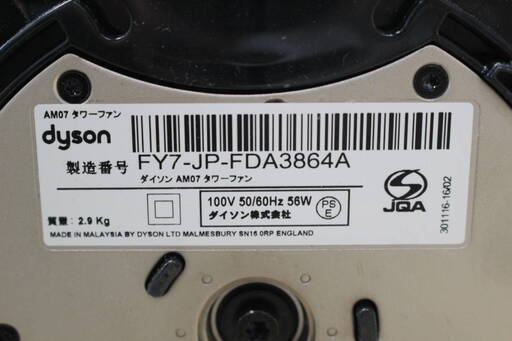 AM07 タワーファン
dyson
製造番号 FY7-JP-FDA3864A
ダイソン AM07 タワーファン
質量: 2.9 Kg
100V 50/60Hz 56W
ダイソン株式会社
PS
E
JQA
301116-16/02
MADE IN MALAYSIA BY DYSON LTD MALMESBURY SN16 0RP ENGLAND